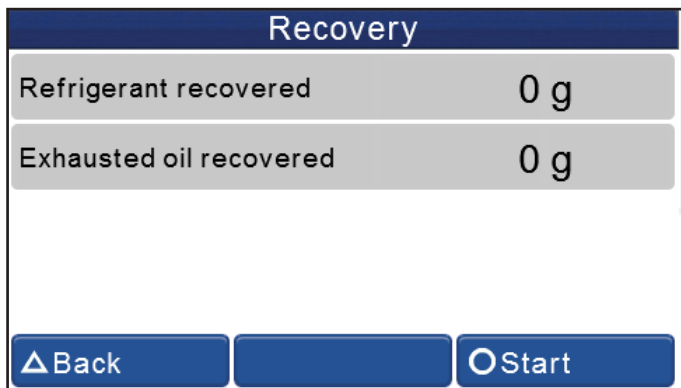 Recovery
Refrigerant recovered 0 g
Exhausted oil recovered 0 g
Back Start